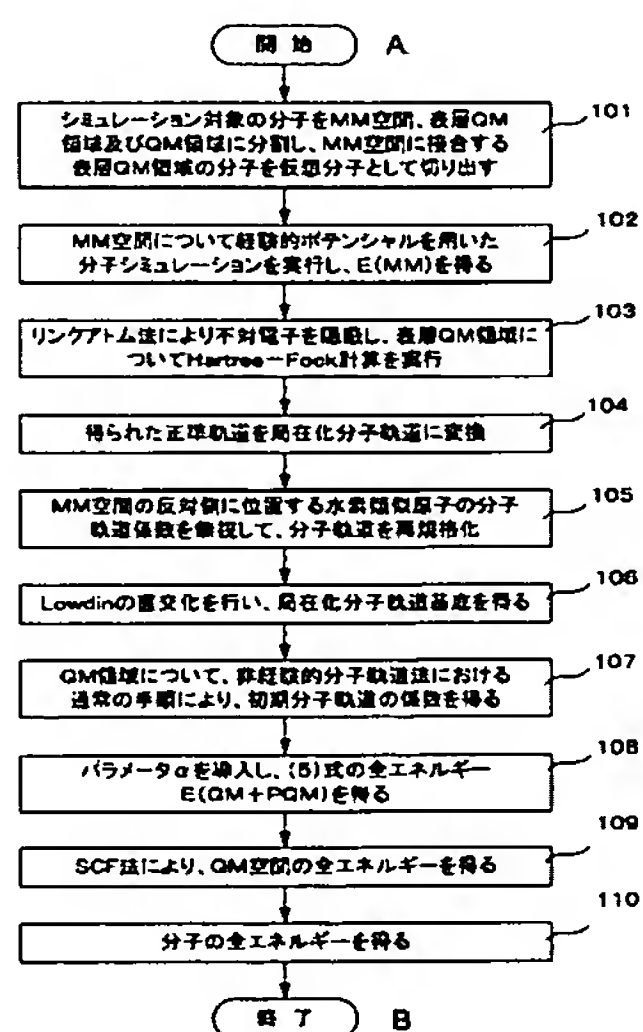 開 始 A
シミュレーション対象の分子をMM空間、表層QM
領域及びQM領域に分割し、MM空間に接合する
表層QM領域の分子を仮想分子として切り出す
101
MM空間について経験的ポテンシャルを用いた
分子シミュレーションを実行し、E(MM)を得る
102
リンクアトム法により不対電子を隠蔽し、表層QM領域に
ついてHartree-Fock計算を実行
103
得られた正準軌道を局在化分子軌道に変換
104
MM空間の反対側に位置する水素類似原子の分子
軌道係数を無視して、分子軌道を再規格化
105
Lowdinの直交化を行い、局在化分子軌道基底を得る
106
QM領域について、非経験的分子軌道法における
通常の手順により、初期分子軌道の係数を得る
107
パラメータαを導入し、(5)式の全エネルギー
E(QM+PQM)を得る
108
SCF法により、QM空間の全エネルギーを得る
109
分子の全エネルギーを得る
110
終 了 B